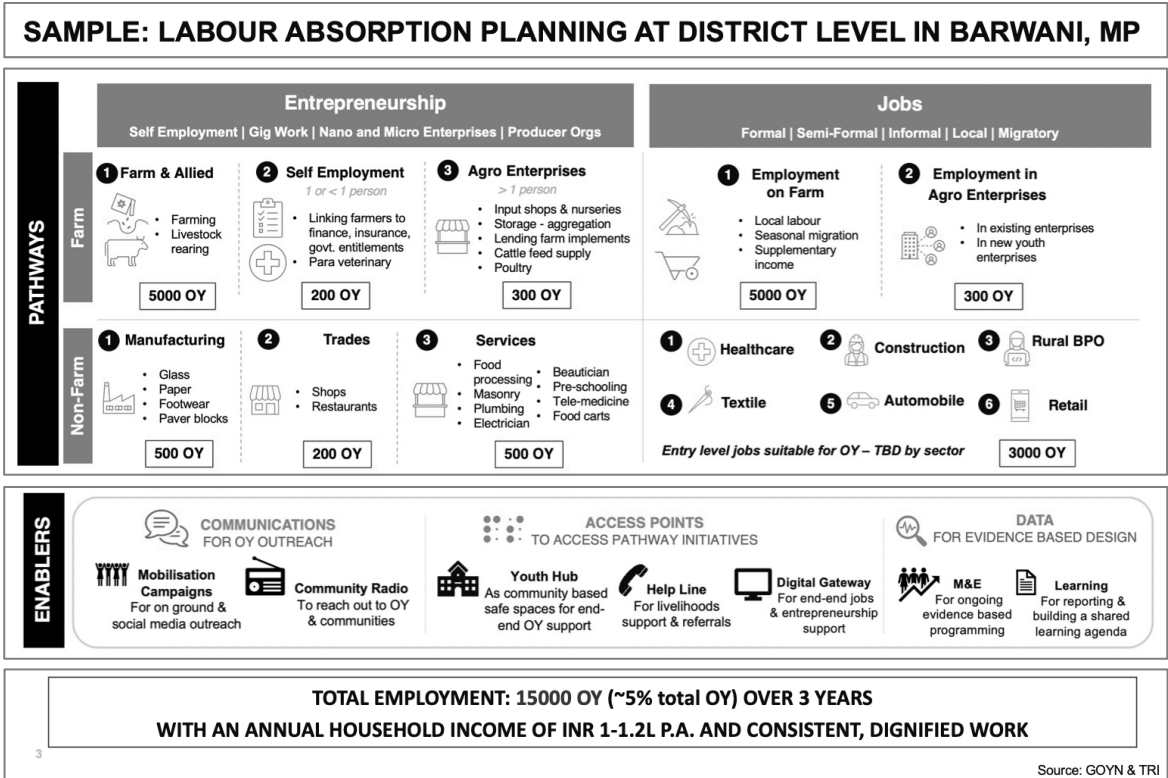 SAMPLE: LABOUR ABSORPTION PLANNING AT DISTRICT LEVEL IN BARWANI, MP
PATHWAYS
Entrepreneurship
Self Employment | Gig Work | Nano and Micro Enterprises | Producer Orgs
Jobs
Formal | Semi-Formal | Informal | Local | Migratory
Farm
1 Farm & Allied
• Farming
• Livestock
rearing
5000 OY
2 Self Employment
1 or < 1 person
• Linking farmers to
finance, insurance,
govt. entitlements
• Para veterinary
200 OY
3 Agro Enterprises
> 1 person
• Input shops & nurseries
• Storage - aggregation
• Lending farm implements
• Cattle feed supply
• Poultry
300 OY
1 Employment
on Farm
• Local labour
• Seasonal migration
• Supplementary
income
5000 OY
2 Employment in
Agro Enterprises
• In existing enterprises
• In new youth
enterprises
300 OY
Non-Farm
1 Manufacturing
• Glass
• Paper
• Footwear
• Paver blocks
500 OY
2 Trades
• Shops
• Restaurants
200 OY
3 Services
• Food
processing
• Masonry
• Plumbing
• Electrician
• Beautician
• Pre-schooling
• Tele-medicine
• Food carts
500 OY
1 Healthcare
2 Construction
3 Rural BPO
4 Textile
5 Automobile
6 Retail
Entry level jobs suitable for OY – TBD by sector
3000 OY
ENABLERS
COMMUNICATIONS
FOR OY OUTREACH
Mobilisation
Campaigns
For on ground &
social media outreach
Community Radio
To reach out to OY
& communities
ACCESS POINTS
TO ACCESS PATHWAY INITIATIVES
Youth Hub
As community based
safe spaces for end-
end OY support
Help Line
For livelihoods
support & referrals
Digital Gateway
For end-end jobs
& entrepreneurship
support
DATA
FOR EVIDENCE BASED DESIGN
M&E
For ongoing
evidence based
programming
Learning
For reporting &
building a shared
learning agenda
TOTAL EMPLOYMENT: 15000 OY (~5% total OY) OVER 3 YEARS
WITH AN ANNUAL HOUSEHOLD INCOME OF INR 1-1.2L P.A. AND CONSISTENT, DIGNIFIED WORK
3
Source: GOYN & TRI